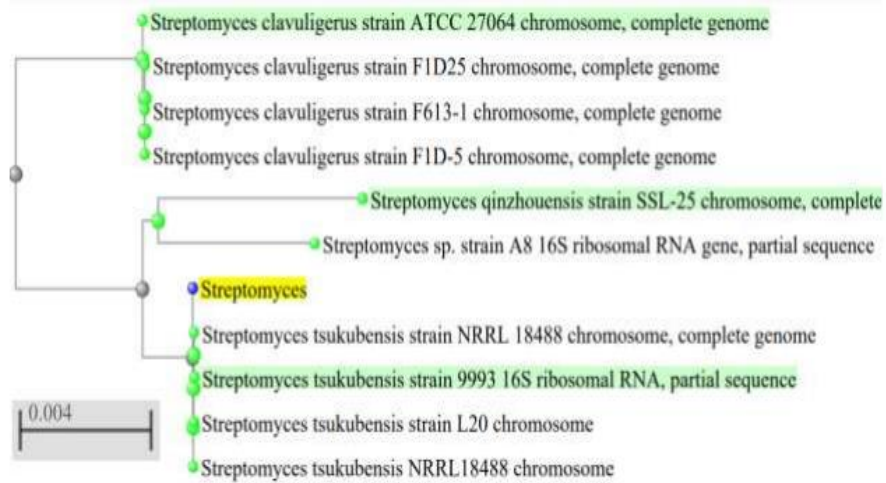 Streptomyces clavuligerus strain ATCC 27064 chromosome, complete genome
Streptomyces clavuligerus strain F1D25 chromosome, complete genome
Streptomyces clavuligerus strain F613-1 chromosome, complete genome
Streptomyces clavuligerus strain F1D-5 chromosome, complete genome
Streptomyces qinzhouensis strain SSL-25 chromosome, complete
Streptomyces sp. strain A8 16S ribosomal RNA gene, partial sequence
Streptomyces
Streptomyces tsukubensis strain NRRL 18488 chromosome, complete genome
Streptomyces tsukubensis strain 9993 16S ribosomal RNA, partial sequence
0.004
Streptomyces tsukubensis strain L20 chromosome
Streptomyces tsukubensis NRRL18488 chromosome